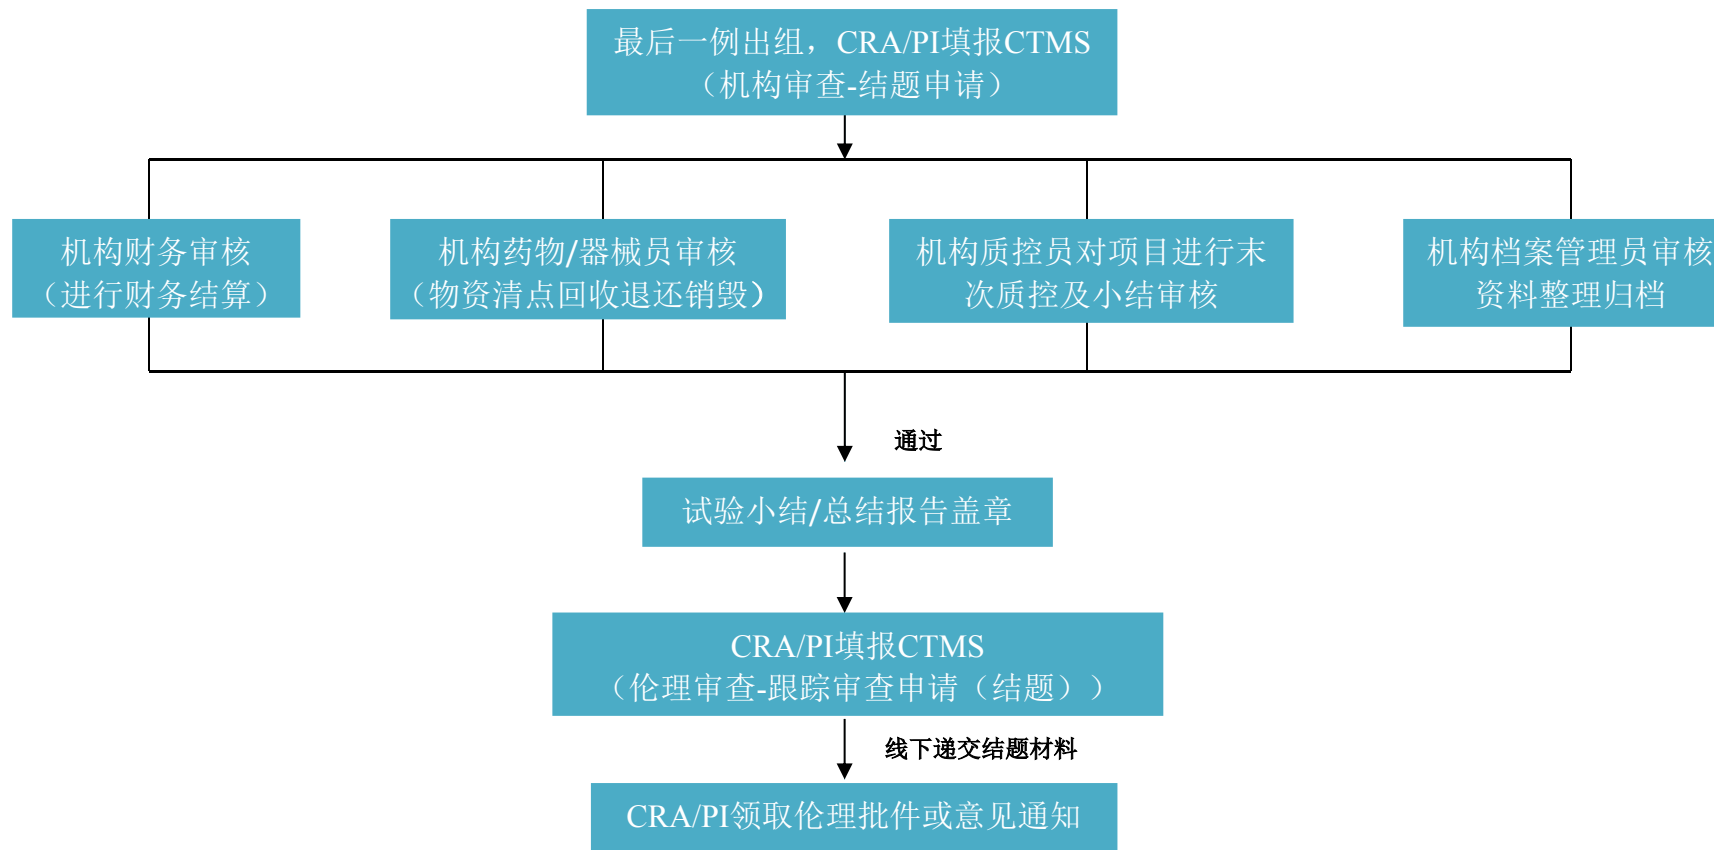 最后一例出组，CRA/PI填报CTMS
（机构审查-结题申请）
机构财务审核
（进行财务结算）
机构药物/器械员审核
（物资清点回收退还销毁）
机构质控员对项目进行末
次质控及小结审核
机构档案管理员审核
资料整理归档
通过
试验小结/总结报告盖章
CRA/PI填报CTMS
（伦理审查-跟踪审查申请（结题））
线下递交结题材料
CRA/PI领取伦理批件或意见通知